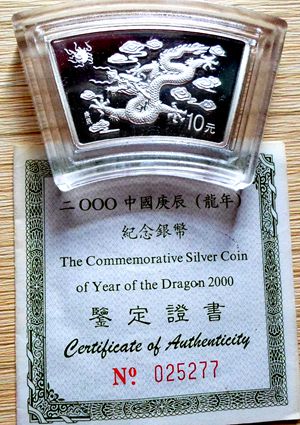 10元
二OOO 中國庚辰（龍年）
紀念銀幣
The Commemorative Silver Coin
of Year of the Dragon 2000
鑒定證書
Certificate of Authenticity
Nº 025277